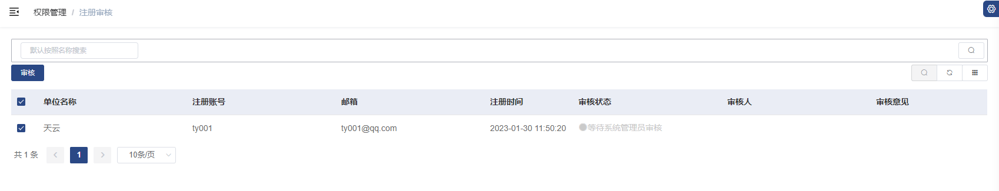 权限管理 / 注册审核
默认按照名称搜索
审核
单位名称 注册账号 邮箱 注册时间 审核状态 审核人 审核意见
天云 ty001 ty001@qq.com 2023-01-30 11:50:20 等待系统管理员审核
共 1 条 1 10条/页